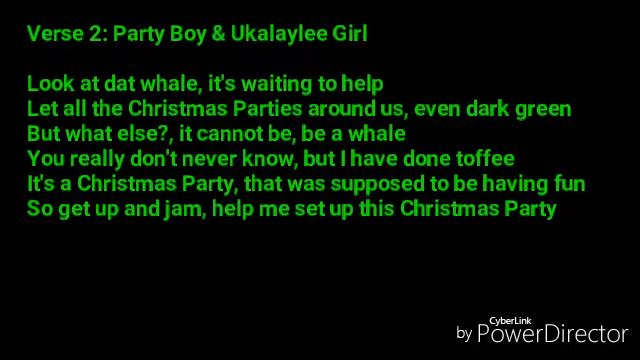 Verse 2: Party Boy & Ukalaylee Girl
Look at dat whale, it's waiting to help
Let all the Christmas Parties around us, even dark green
But what else?, it cannot be, be a whale
You really don't never know, but I have done toffee
It's a Christmas Party, that was supposed to be having fun
So get up and jam, help me set up this Christmas Party
CyberLink
by PowerDirector